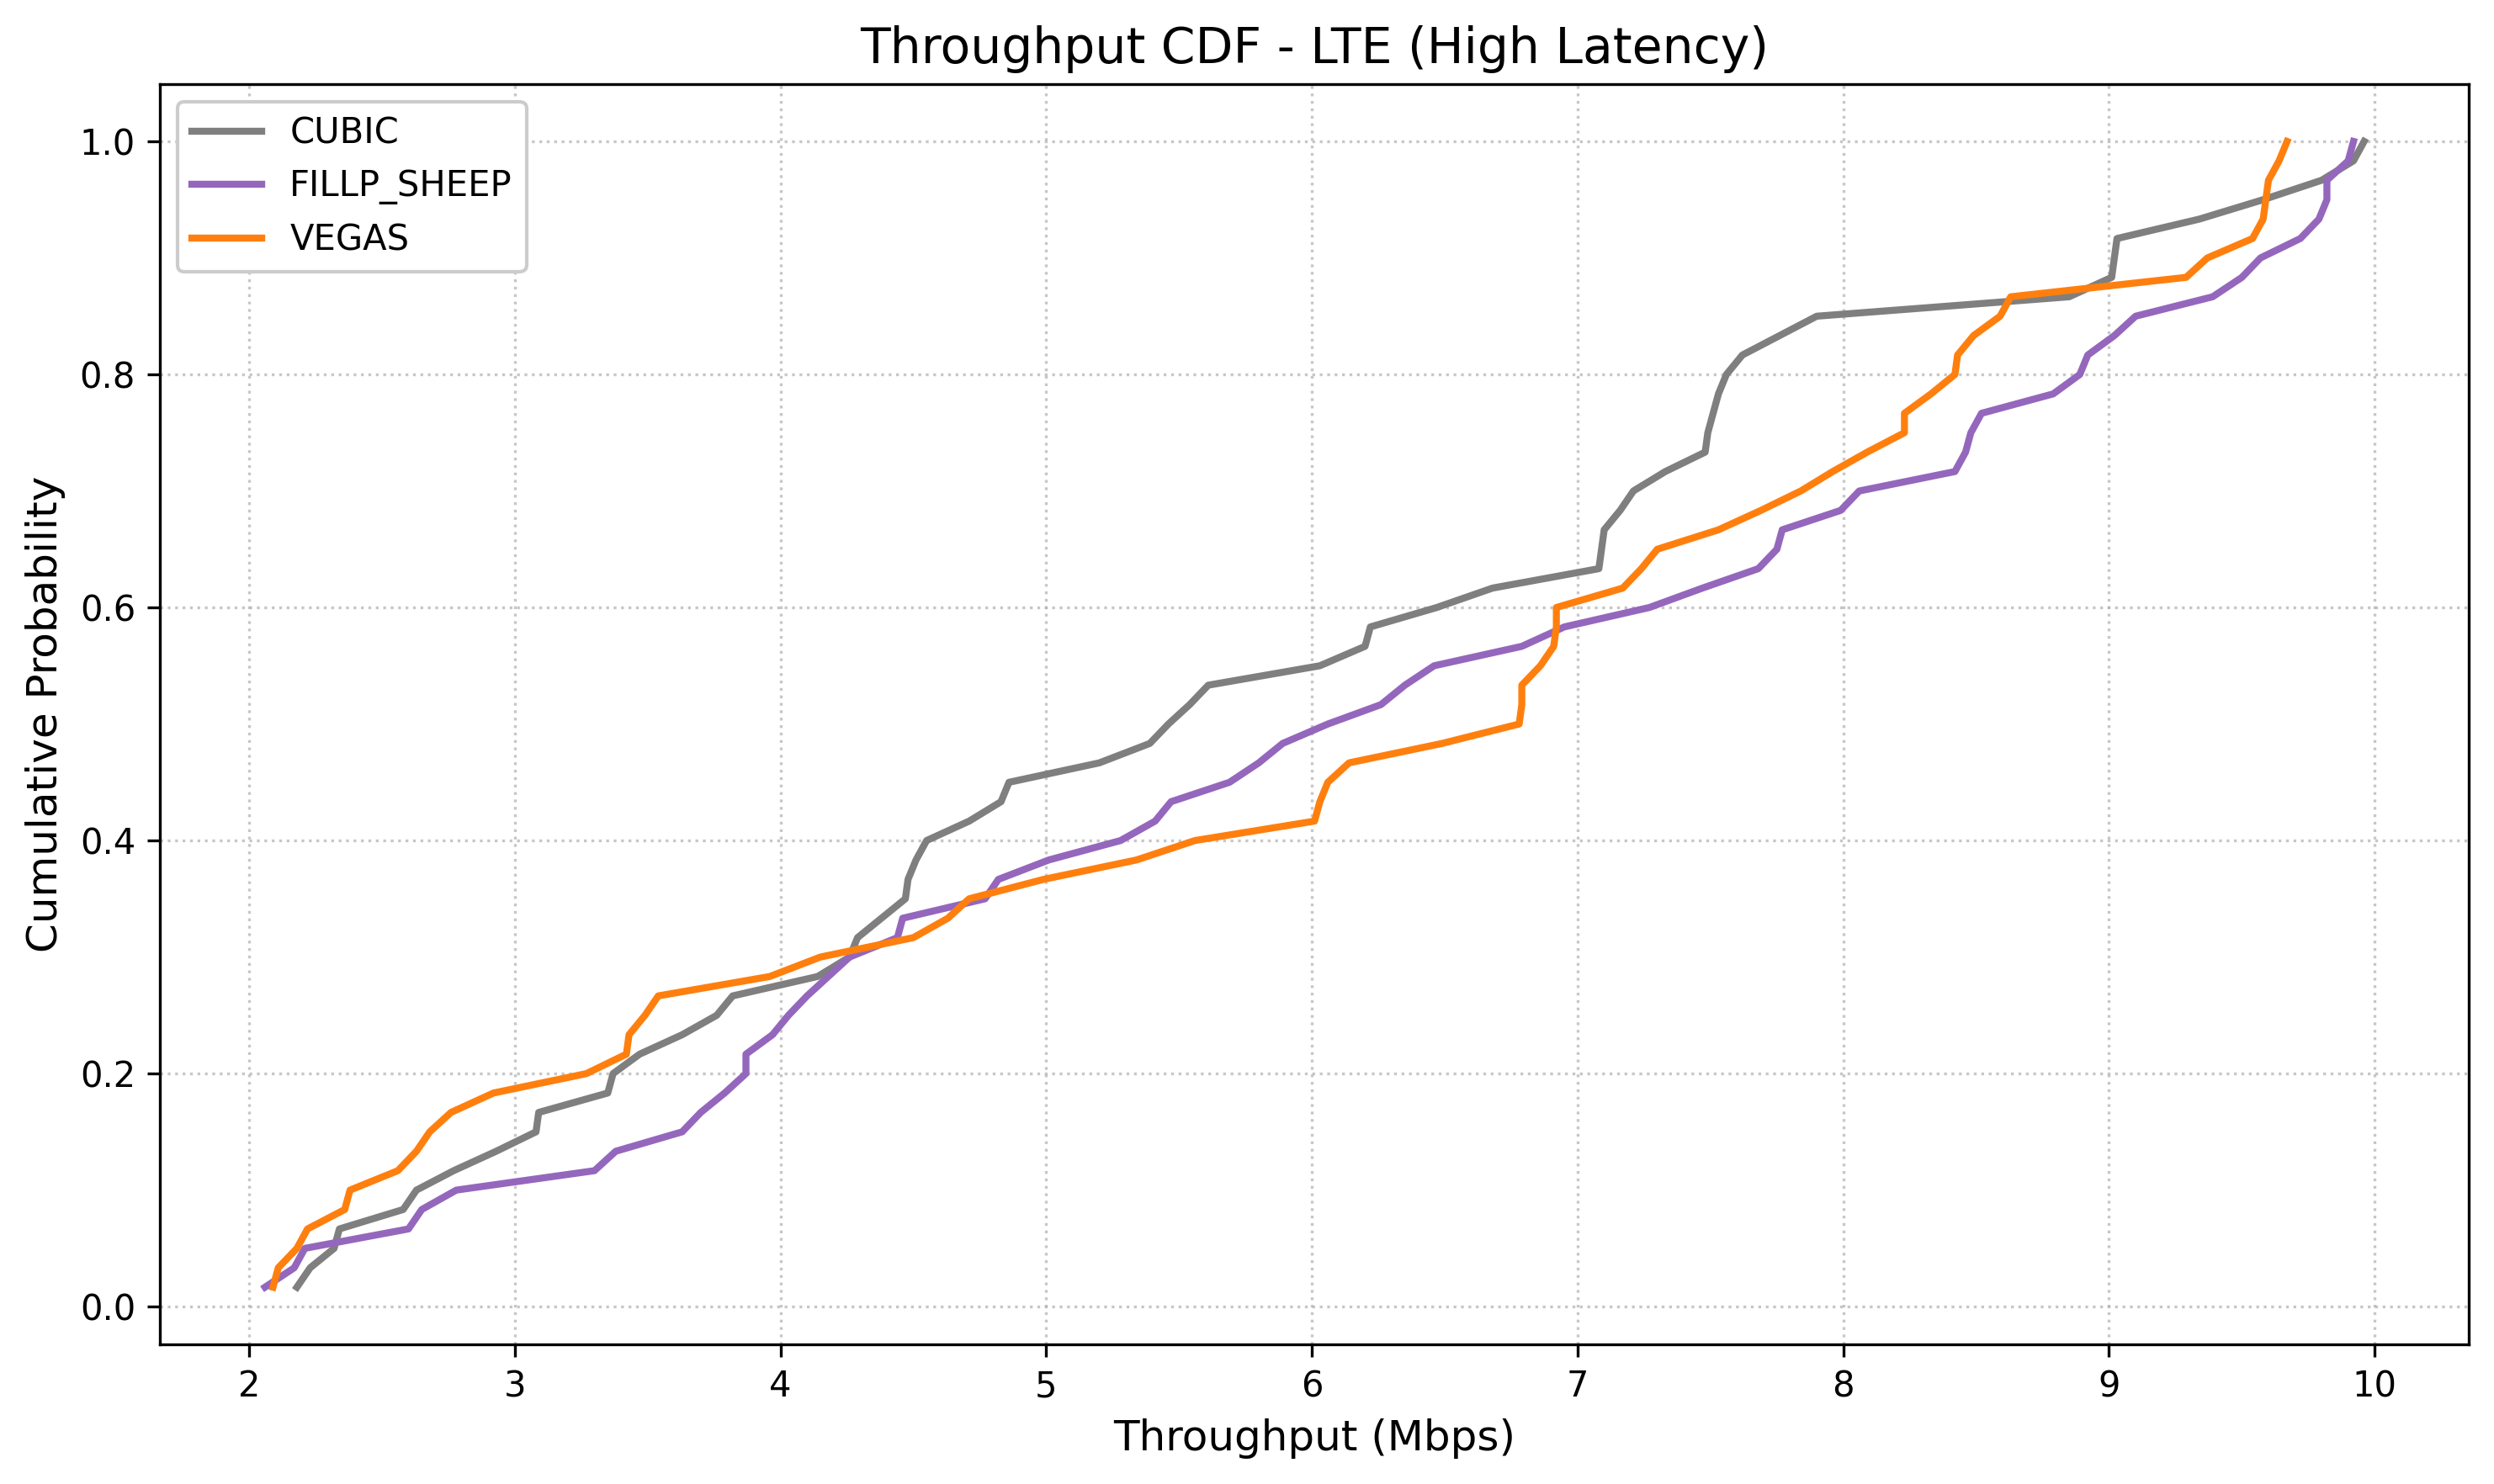 Throughput CDF - LTE (High Latency)
CUBIC
FILLP_SHEEP
VEGAS
Cumulative Probability
1.0
0.8
0.6
0.4
0.2
0.0
2 3 4 5 6 7 8 9 10
Throughput (Mbps)